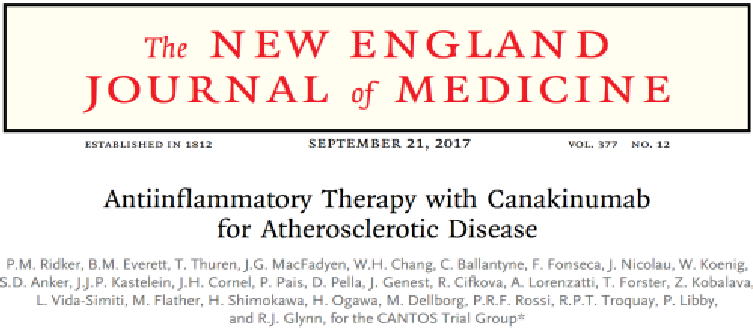 The NEW ENGLAND
JOURNAL of MEDICINE
ESTABLISHED IN 1812 SEPTEMBER 21, 2017 VOL. 377 NO. 12
Antiinflammatory Therapy with Canakinumab
for Atherosclerotic Disease
P.M. Ridker, B.M. Everett, T. Thuren, J.G. MacFadyen, W.H. Chang, C. Ballantyne, F. Fonseca, J. Nicolau, W. Koenig,
S.D. Anker, J.J.P. Kastelein, J.H. Cornel, P. Pais, D. Pella, J. Genest, R. Cifkova, A. Lorenzatti, T. Forster, Z. Kobalava,
L. Vida-Simiti, M. Flather, H. Shimokawa, H. Ogawa, M. Dellborg, P.R.F. Rossi, R.P.T. Troquay, P. Libby,
and R.J. Glynn, for the CANTOS Trial Group*